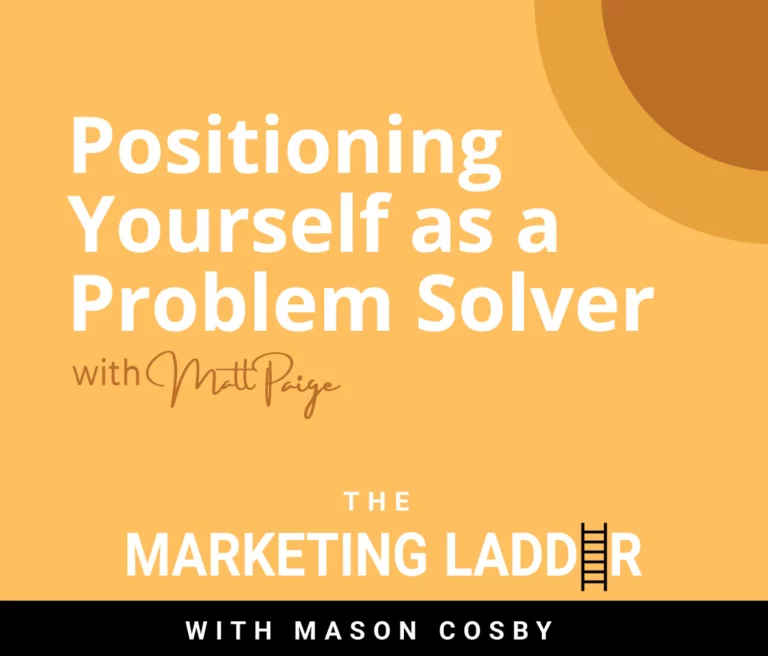 Positioning
Yourself as a
Problem Solver
with Matt Paige
THE
MARKETING LADDER
WITH MASON COSBY